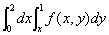 ∫₀² dx ∫ₓ¹ f(x, y)dy